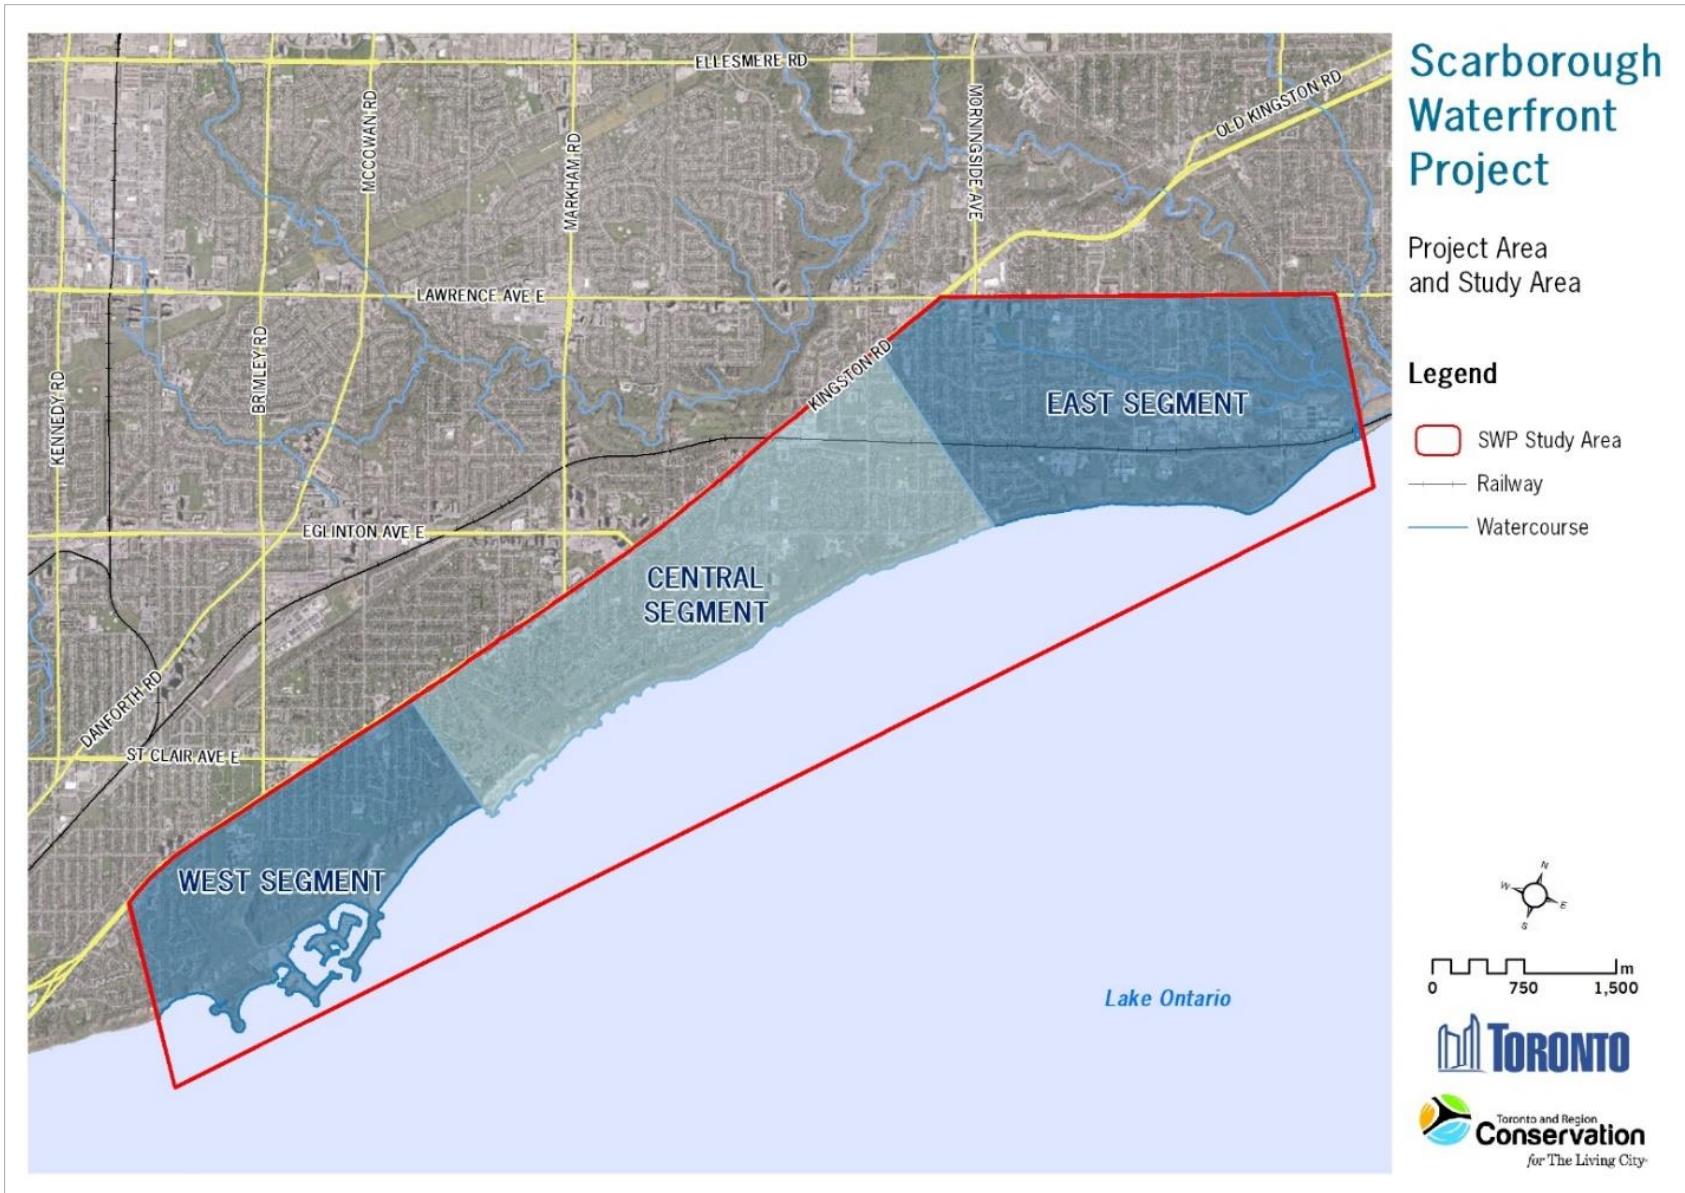 Scarborough
Waterfront
Project
Project Area
and Study Area
Legend
SWP Study Area
Railway
Watercourse
ELLESMERE RD
OLD KINGSTON RD
MCCOWAN RD
MARKHAM RD
MORNINGSIDE AVE
LAWRENCE AVE E
BRIMLEY RD
KENNEDY RD
KINGSTON RD
EAST SEGMENT
EGLINTON AVE E
CENTRAL
SEGMENT
DANFORTH RD
ST CLAIR AVE E
WEST SEGMENT
Lake Ontario
N
W
E
S
m
0 750 1,500
TORONTO
Toronto and Region
Conservation
for The Living City